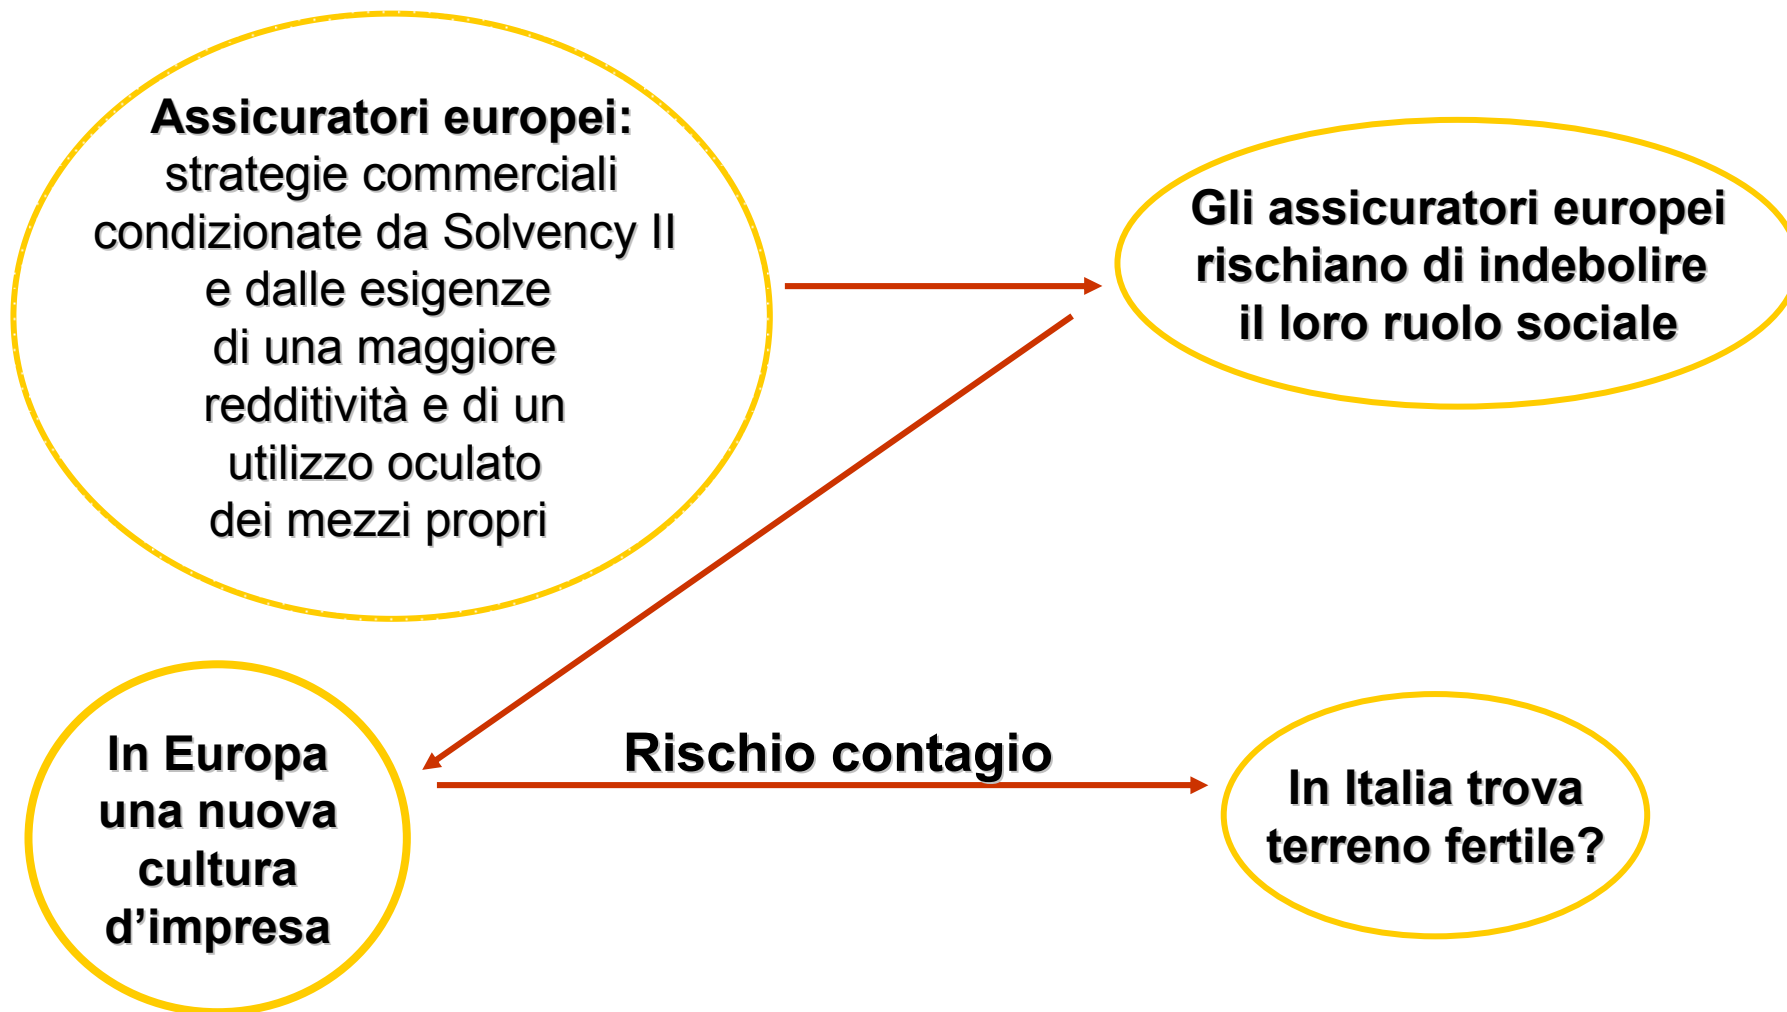 Assicuratori europei:
strategie commerciali
condizionate da Solvency II
e dalle esigenze
di una maggiore
redditività e di un
utilizzo oculato
dei mezzi propri
Gli assicuratori europei
rischiano di indebolire
il loro ruolo sociale
In Europa
una nuova
cultura
d’impresa
Rischio contagio
In Italia trova
terreno fertile?